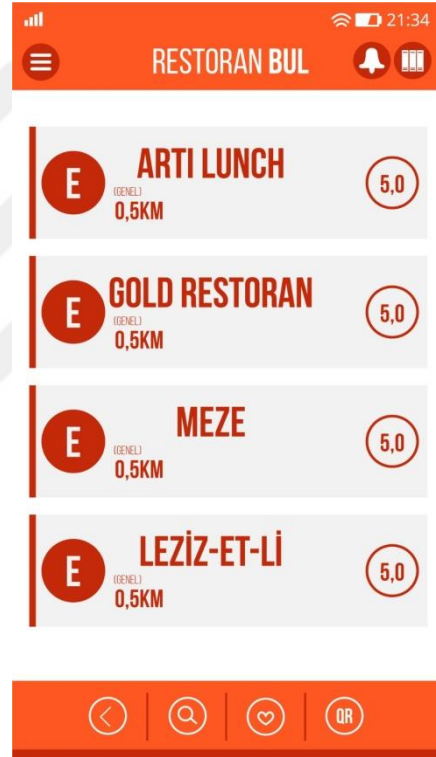 21:34
RESTORAN BUL
E
ARTI LUNCH
(GENEL)
0,5KM
5,0
E
GOLD RESTORAN
(GENEL)
0,5KM
5,0
E
MEZE
(GENEL)
0,5KM
5,0
E
LEZİZ-ET-Lİ
(GENEL)
0,5KM
5,0
QR